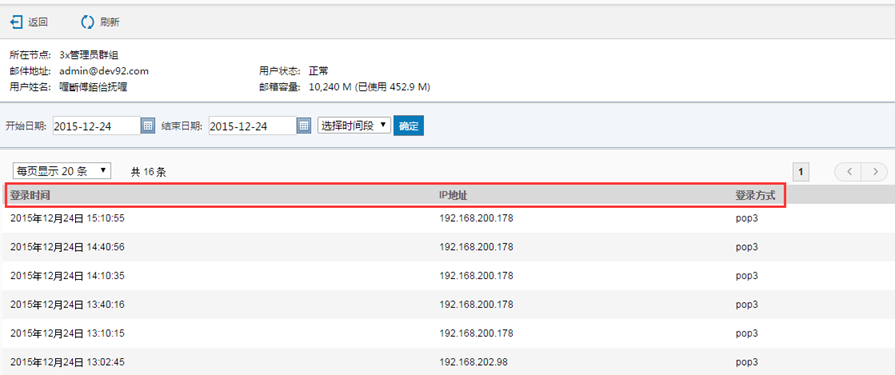 返回 刷新
所在节点: 3x管理员群组
邮件地址: admin@dev92.com 用户状态: 正常
用户姓名: 邮箱容量: 10,240 M (已使用 452.9 M)
开始日期: 2015-12-24 结束日期: 2015-12-24 选择时间段 确定
每页显示 20 条 共 16 条 1
登录时间 IP地址 登录方式
2015年12月24日 15:10:55 192.168.200.178 pop3
2015年12月24日 14:40:56 192.168.200.178 pop3
2015年12月24日 14:10:35 192.168.200.178 pop3
2015年12月24日 13:40:16 192.168.200.178 pop3
2015年12月24日 13:10:15 192.168.200.178 pop3
2015年12月24日 13:02:45 192.168.202.98 pop3